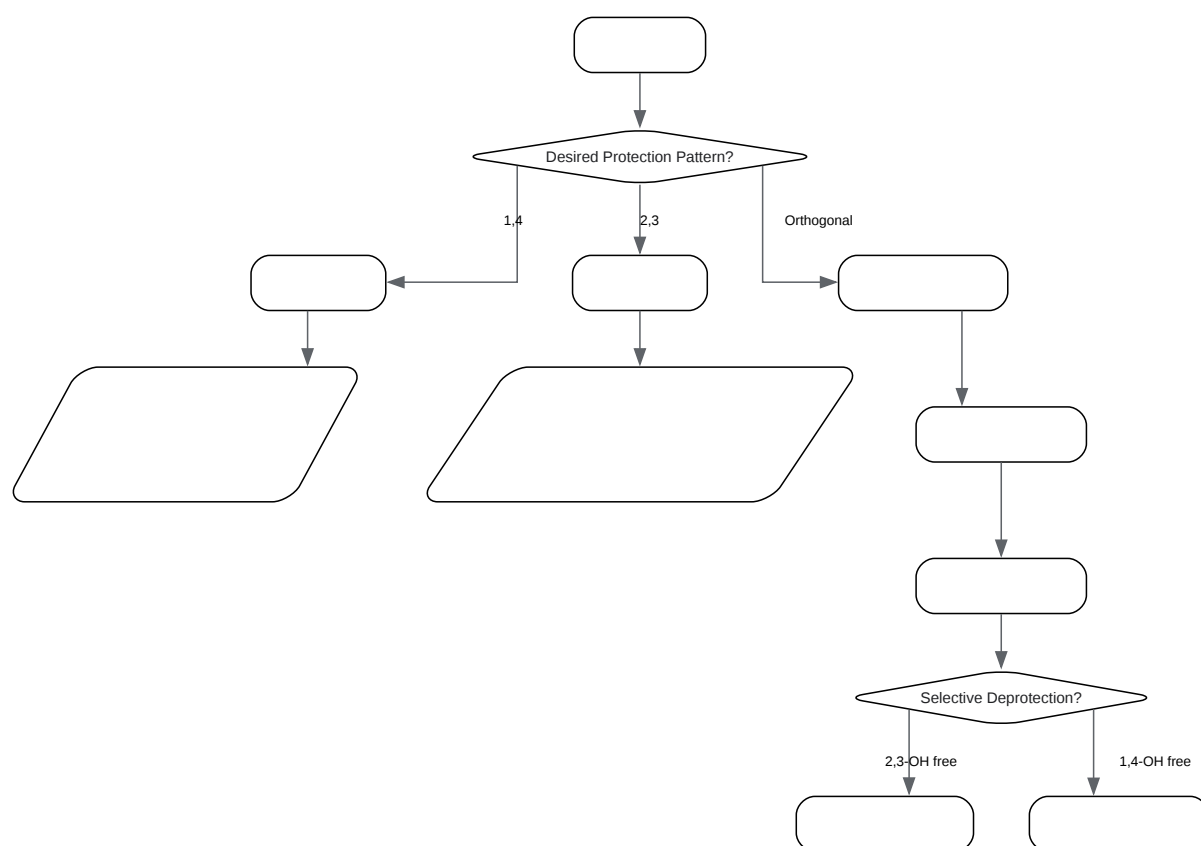 Desired Protection Pattern?
1,4
2,3
Orthogonal
Selective Deprotection?
2,3-OH free
1,4-OH free